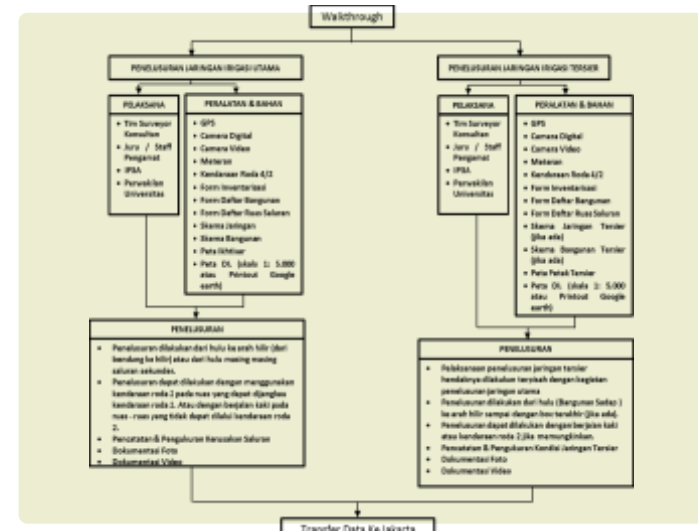 Walkthrough
PENELUSURAN JARINGAN IRIGASI UTAMA
PELAKSANA
• Tim Surveyor
Konsultan
• Juru / Staff
Pengamat
• IP3A
• Perwakilan
Universitas
PERALATAN & BAHAN
• GPS
• Camera Digital
• Camera Video
• Meteran
• Kendaraan Roda 4/2
• Form Inventarisasi
• Form Daftar Bangunan
• Form Daftar Ruas Saluran
• Skema Jaringan
• Skema Bangunan
• Peta Ikhtisar
• Peta DI. (skala 1: 5.000
atau Printout Google
earth)
PENELUSURAN
• Penelusuran dilakukan dari hulu ke arah hilir (dari
bendung ke hilir) atau dari hulu masing masing
saluran sekunder.
• Penelusuran dapat dilakukan dengan menggunakan
kendaraan roda 2 pada ruas yang dapat dijangkau
kendaraan roda 2. Atau dengan berjalan kaki pada
ruas - ruas yang tidak dapat dilalui kendaraan roda
2.
• Pencatatan & Pengukuran Kerusakan Saluran
• Dokumentasi Foto
• Dokumentasi Video
PENELUSURAN JARINGAN IRIGASI TERSIER
PELAKSANA
• Tim Surveyor
Konsultan
• Juru / Staff
Pengamat
• IP3A
• Perwakilan
Universitas
PERALATAN & BAHAN
• GPS
• Camera Digital
• Camera Video
• Meteran
• Kendaraan Roda 4/2
• Form Inventarisasi
• Form Daftar Bangunan
• Form Daftar Ruas Saluran
• Skema Jaringan Tersier
(jika ada)
• Skema Bangunan Tersier
(jika ada)
• Peta Petak Tersier
• Peta DI. (skala 1: 5.000
atau Printout Google
earth)
PENELUSURAN
• Pelaksanaan penelusuran jaringan tersier
hendaknya dilakukan terpisah dengan kegiatan
penelusuran jaringan utama
• Penelusuran dilakukan dari hulu (Bangunan Sadap )
ke arah hilir sampai dengan box terakhir (jika ada).
• Penelusuran dapat dilakukan dengan berjalan kaki
atau kendaraan roda 2 jika memungkinkan.
• Pencatatan & Pengukuran Kondisi Jaringan Tersier
• Dokumentasi Foto
• Dokumentasi Video
Transfer Data Ke Jakarta